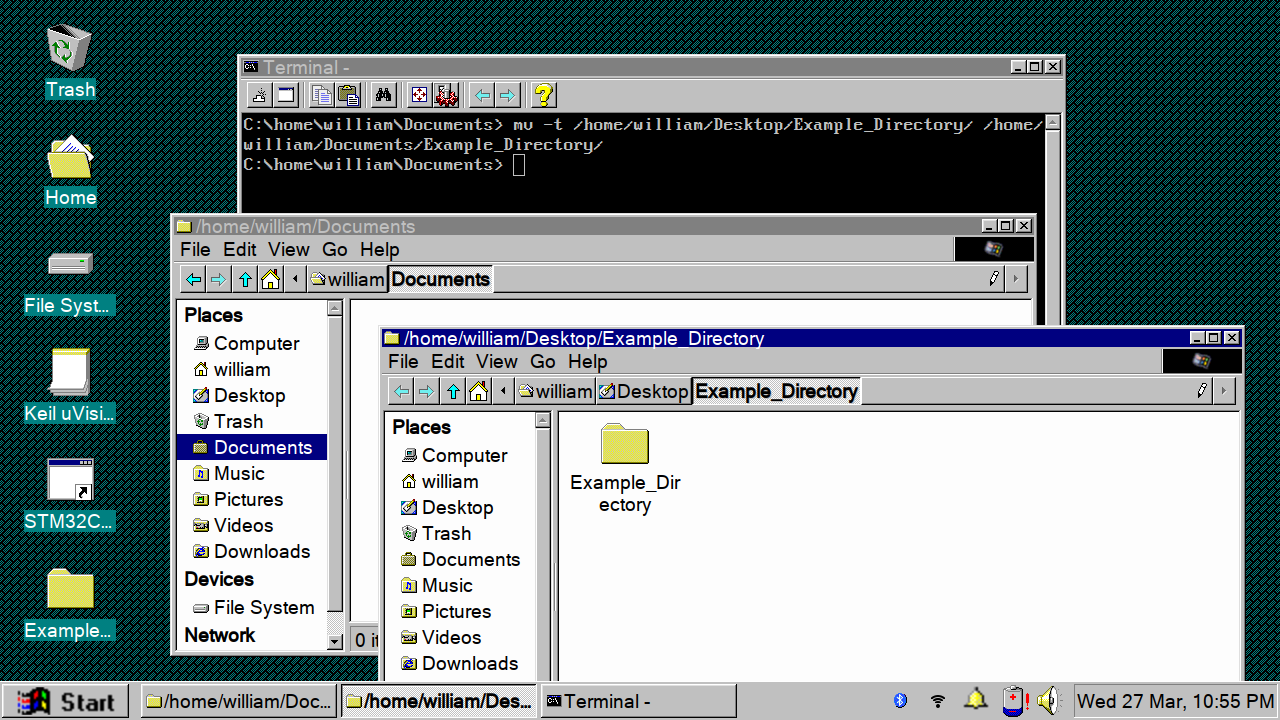 Trash
Home
File Syst...
Keil uVisi...
STM32C...
Example...
Terminal -
C:\home\william\Documents> mv -t /home/william/Desktop/Example_Directory/ /home/
william/Documents/Example_Directory/
C:\home\william\Documents>
/home/william/Documents
File Edit View Go Help
william Documents
Places
Computer
william
Desktop
Trash
Documents
Music
Pictures
Videos
Downloads
Devices
File System
Network
0 it
/home/william/Desktop/Example_Directory
File Edit View Go Help
william Desktop Example_Directory
Places
Computer
william
Desktop
Trash
Documents
Music
Pictures
Videos
Downloads
Example_Dir
ectory
Start /home/william/Doc... /home/william/Des... Terminal - Wed 27 Mar, 10:55 PM